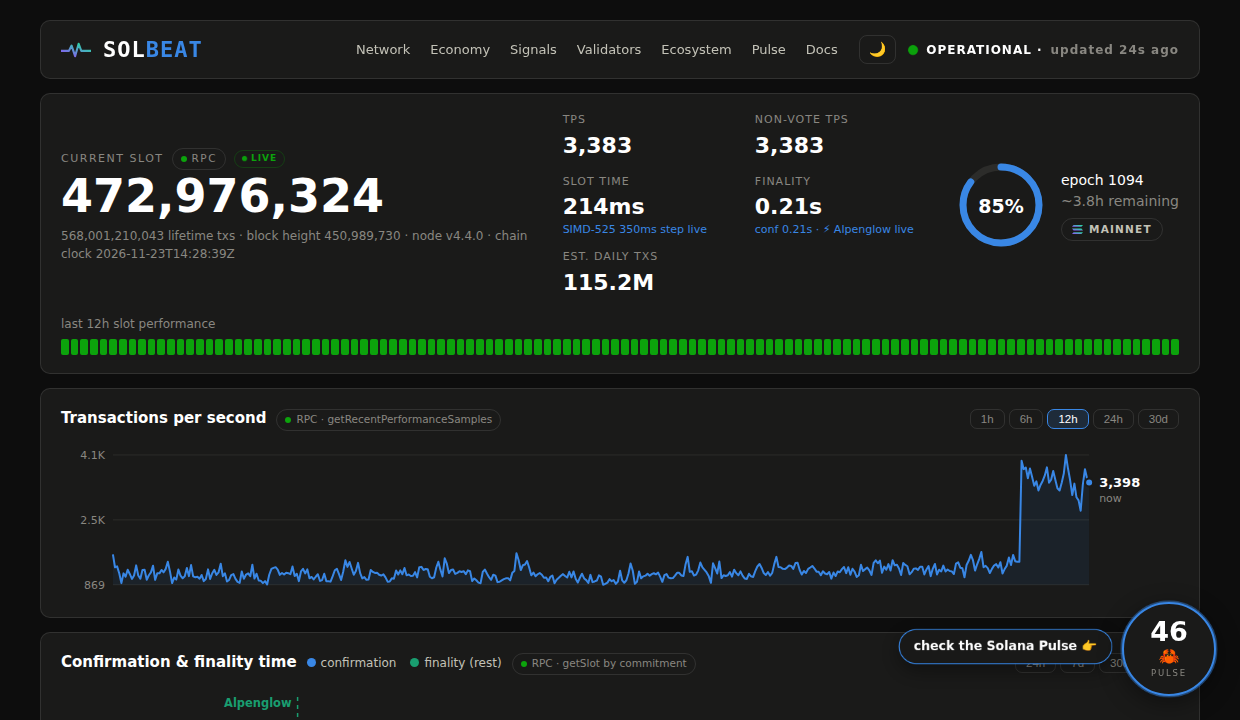 SOLBEAT
Network Economy Signals Validators Ecosystem Pulse Docs
OPERATIONAL · updated 24s ago
CURRENT SLOT RPC LIVE
472,976,324
568,001,210,043 lifetime txs · block height 450,989,730 · node v4.4.0 · chain
clock 2026-11-23T14:28:39Z
TPS
3,383
NON-VOTE TPS
3,383
SLOT TIME
214ms
SIMD-525 350ms step live
FINALITY
0.21s
conf 0.21s · ⚡ Alpenglow live
EST. DAILY TXS
115.2M
85%
epoch 1094
~3.8h remaining
MAINNET
last 12h slot performance
Transactions per second RPC · getRecentPerformanceSamples
1h 6h 12h 24h 30d
4.1K
2.5K
869
3,398
now
Confirmation & finality time confirmation finality (rest) RPC · getSlot by commitment
24h 7d
Alpenglow
check the Solana Pulse 👉
46
PULSE